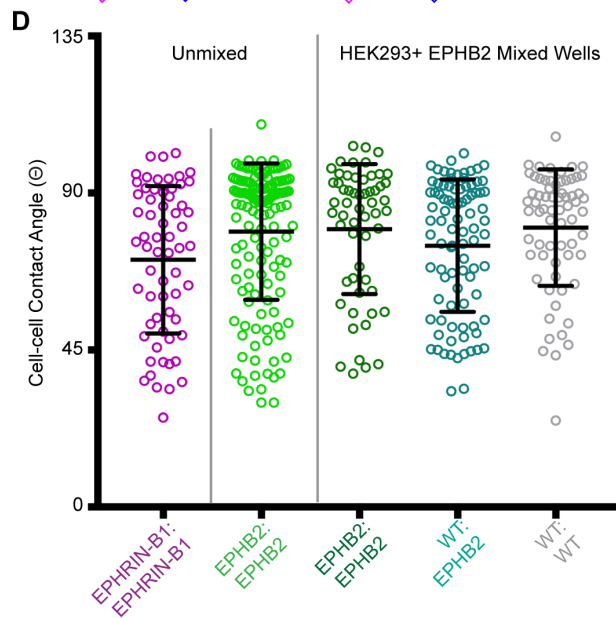 D
135
90
45
0
Cell-cell Contact Angle (Θ)
Unmixed
HEK293+ EPHB2 Mixed Wells
EPHRIN-B1:
EPHRIN-B1
EPHB2:
EPHB2
EPHB2:
EPHB2
WT:
EPHB2
WT:
WT